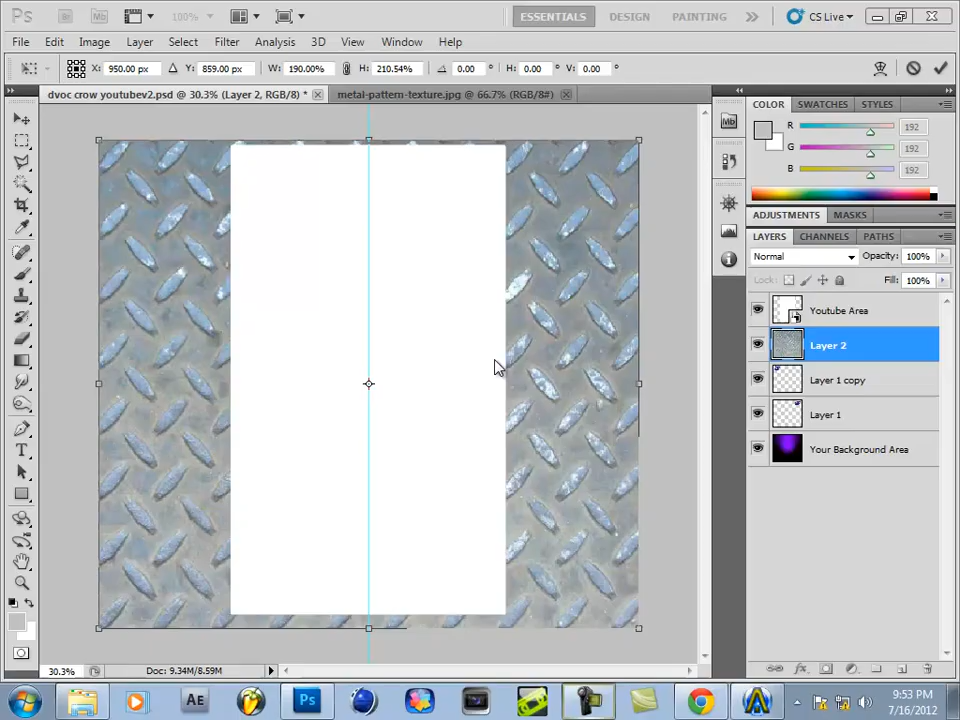 Ps
Br
Mb
100%
ESSENTIALS
DESIGN
PAINTING
CS Live
File Edit Image Layer Select Filter Analysis 3D View Window Help
X: 950.00 px Y: 859.00 px W: 190.00% H: 210.54% 0.00 ° H: 0.00 ° V: 0.00 °
dvoc crow youtubev2.psd @ 30.3% (Layer 2, RGB/8) *
metal-pattern-texture.jpg @ 66.7% (RGB/8#)
Mb
COLOR SWATCHES STYLES
R 192
G 192
B 192
ADJUSTMENTS MASKS
LAYERS CHANNELS PATHS
Normal Opacity: 100%
Lock: Fill: 100%
Youtube Area
Layer 2
Layer 1 copy
Layer 1
Your Background Area
T
30.3% Doc: 9.34M/8.59M
AE
Ps
9:53 PM
7/16/2012